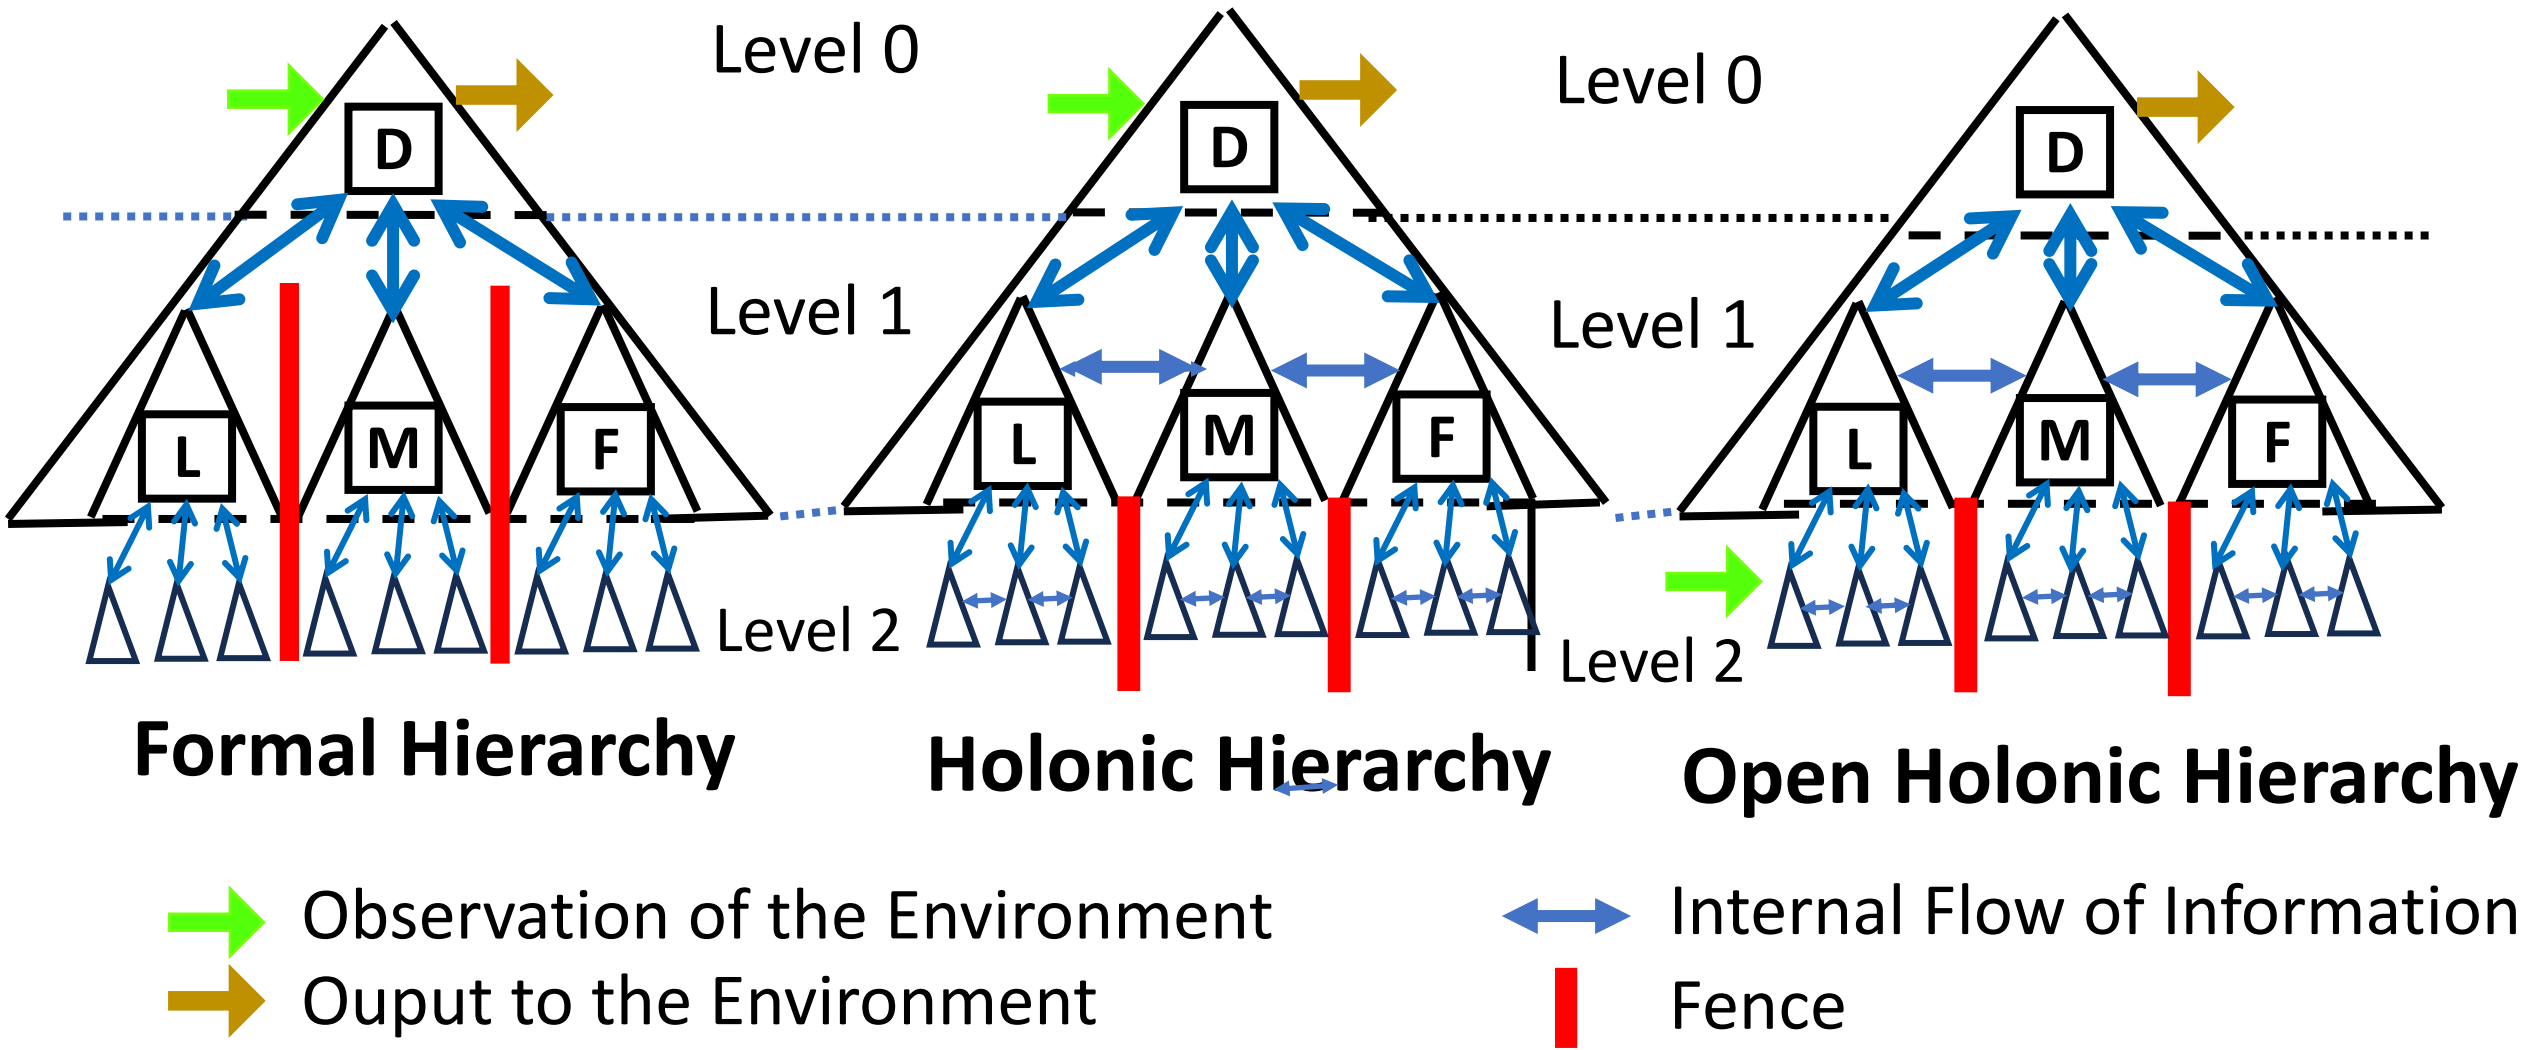 Level 0
Level 0
D
D
D
Level 1
Level 1
L
M
F
L
M
F
L
M
F
Level 2
Level 2
Formal Hierarchy
Holonic Hierarchy
Open Holonic Hierarchy
Observation of the Environment
Internal Flow of Information
Ouput to the Environment
Fence